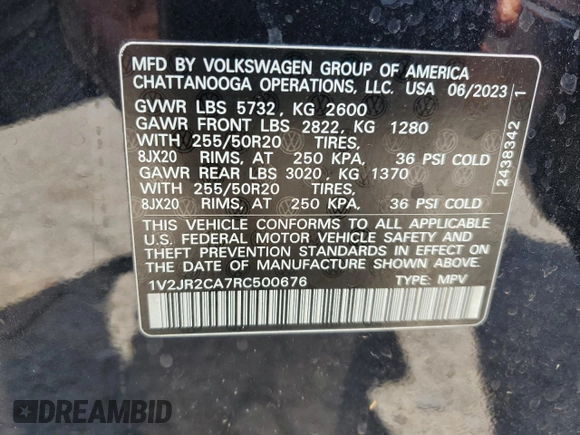 MFD BY VOLKSWAGEN GROUP OF AMERICA
CHATTANOOGA OPERATIONS, LLC. USA 06/2023
GVWR LBS 5732, KG 2600
GAWR FRONT LBS 2822, KG 1280
WITH 255/50R20 TIRES,
8JX20 RIMS, AT 250 KPA, 36 PSI COLD
GAWR REAR LBS 3020, KG 1370
WITH 255/50R20 TIRES,
8JX20 RIMS, AT 250 KPA, 36 PSI COLD
THIS VEHICLE CONFORMS TO ALL APPLICABLE
U.S. FEDERAL MOTOR VEHICLE SAFETY AND
THEFT PREVENTION STANDARDS IN EFFECT ON
THE DATE OF MANUFACTURE SHOWN ABOVE.
1V2JR2CA7RC500676 TYPE: MPV
2438342 1
DREAMBID